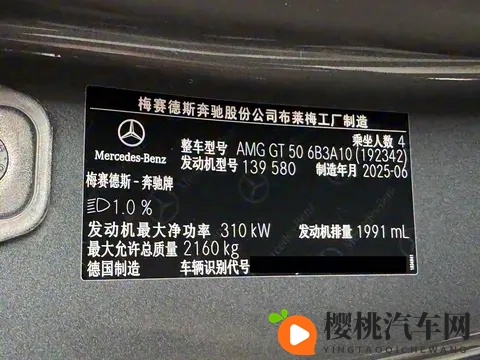 梅赛德斯奔驰股份公司布莱梅工厂制造
乘坐人数 4
整车型号 AMG GT 50 6B3A10 (192342)
Mercedes-Benz
发动机型号 139 580 制造年月 2025-06
梅赛德斯－奔驰牌
1.0 %
发动机最大净功率 310 kW 发动机排量 1991 mL
最大允许总质量 2160 kg
德国制造 车辆识别代号
樱桃汽车网
YINGTAOQICHEWANG